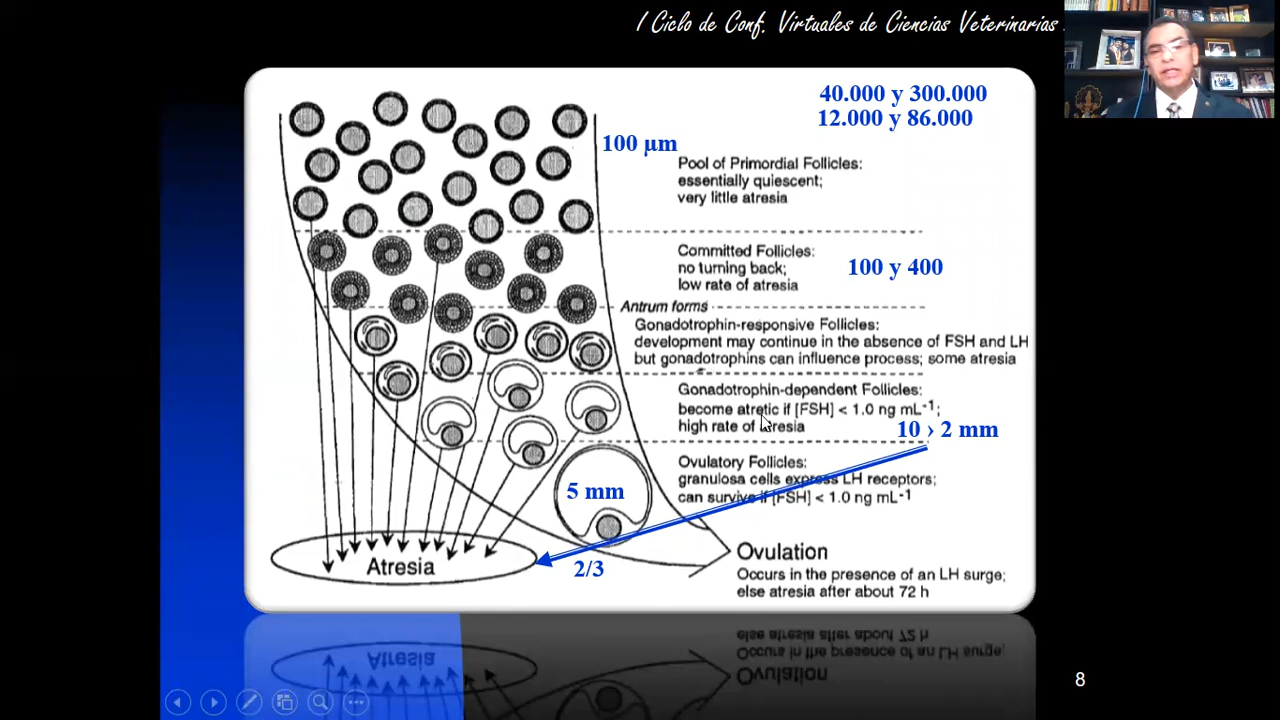 I Ciclo de Conf. Virtuales de Ciencias Veterinarias
40.000 y 300.000
12.000 y 86.000
100 µm
Pool of Primordial Follicles:
essentially quiescent;
very little atresia
Committed Follicles:
no turning back;
low rate of atresia
100 y 400
Antrum forms
Gonadotrophin-responsive Follicles:
development may continue in the absence of FSH and LH
but gonadotrophins can influence process; some atresia
Gonadotrophin-dependent Follicles:
become atretic if [FSH] < 1.0 ng mL⁻¹;
high rate of atresia
10 › 2 mm
Ovulatory Follicles:
granulosa cells express LH receptors;
can survive if [FSH] < 1.0 ng mL⁻¹
5 mm
Atresia
2/3
Ovulation
Occurs in the presence of an LH surge;
else atresia after about 72 h
8